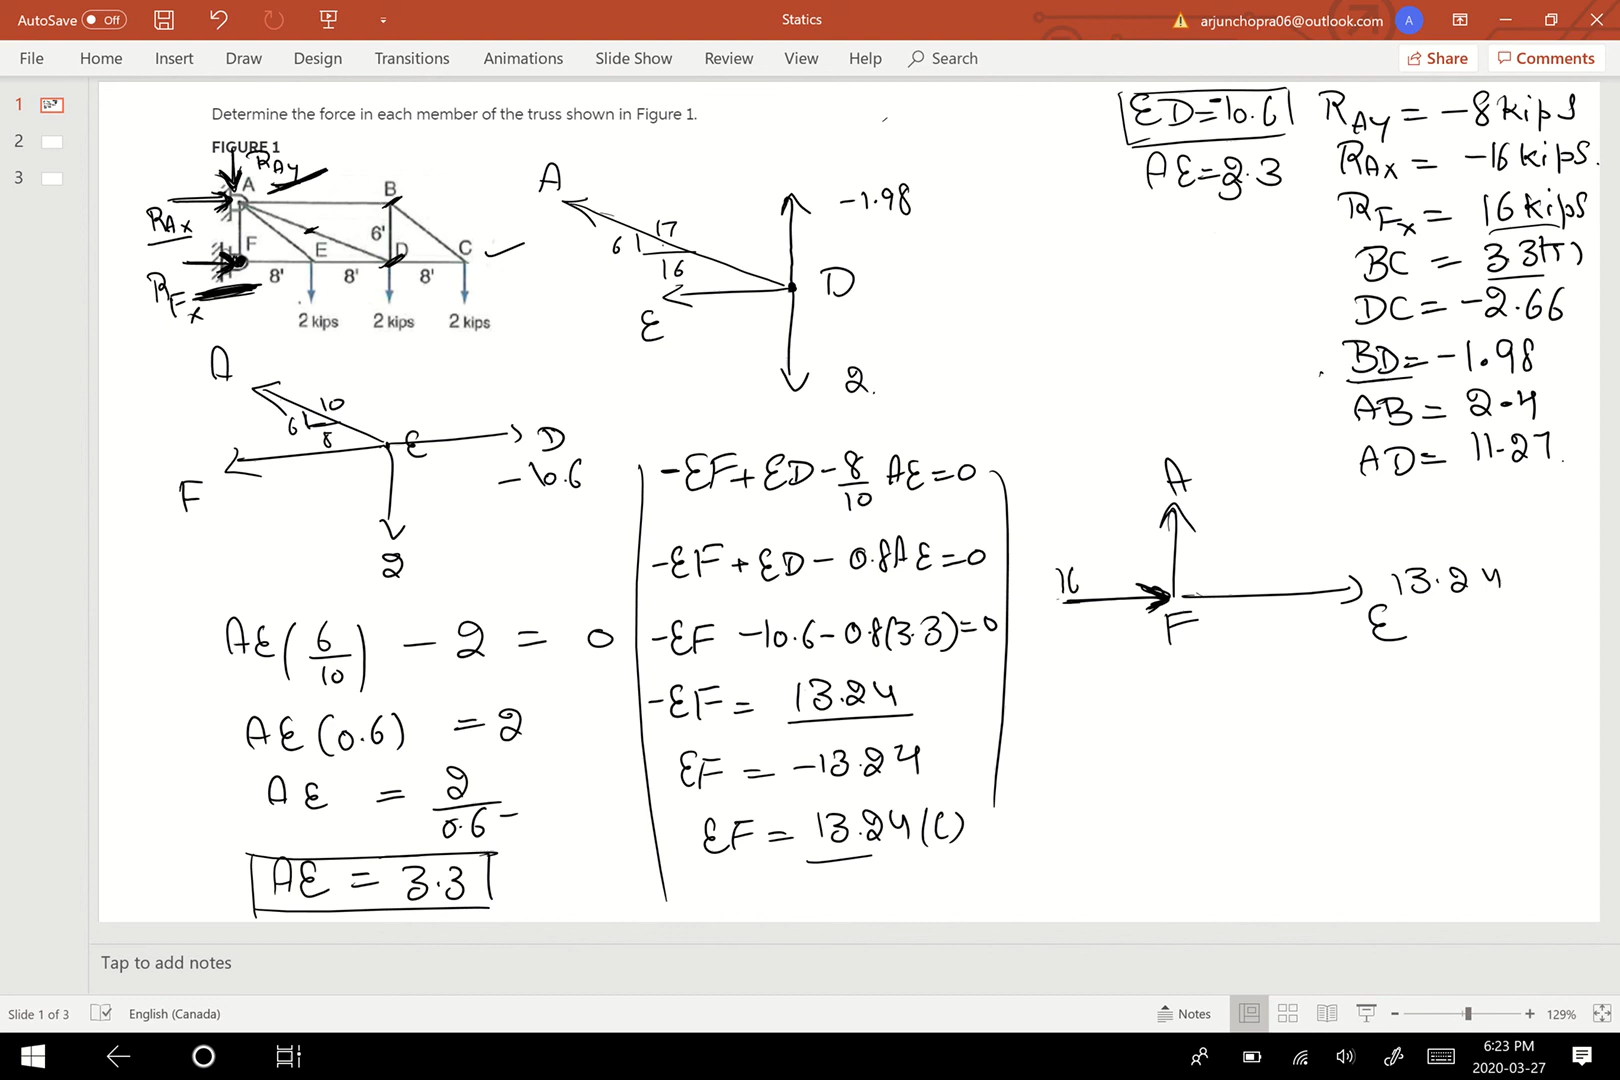 AutoSave Off
Statics
arjunchopra06@outlook.com
A
File Home Insert Draw Design Transitions Animations Slide Show Review View Help Search
Share Comments
1
2
3
Determine the force in each member of the truss shown in Figure 1.
FIGURE 1
RAy
RAx
RFx
A
B
F
E
D
C
6'
8' 8' 8'
2 kips 2 kips 2 kips
A
17
6
16
E
D
-1.98
2.
ED=10.6
AE=2.3
RAy = -8 kips
RAx = -16 kips.
RFx = 16 kips
BC = 3.3(T)
DC = -2.66
BD = -1.98
AB = 2.4
AD = 11.27.
A
10
6
8
E
D
-10.6
F
2
AE(6/10) - 2 = 0
AE(0.6) = 2
AE = 2/0.6
AE = 3.3
-EF+ED-8/10 AE=0
-EF+ED-0.8AE=0
-EF -10.6-0.8(3.3)=0
-EF = 13.24
EF = -13.24
EF = 13.24(C)
A
16
F
E
13.24
Tap to add notes
Slide 1 of 3
English (Canada)
Notes
- + 129%
6:23 PM
2020-03-27